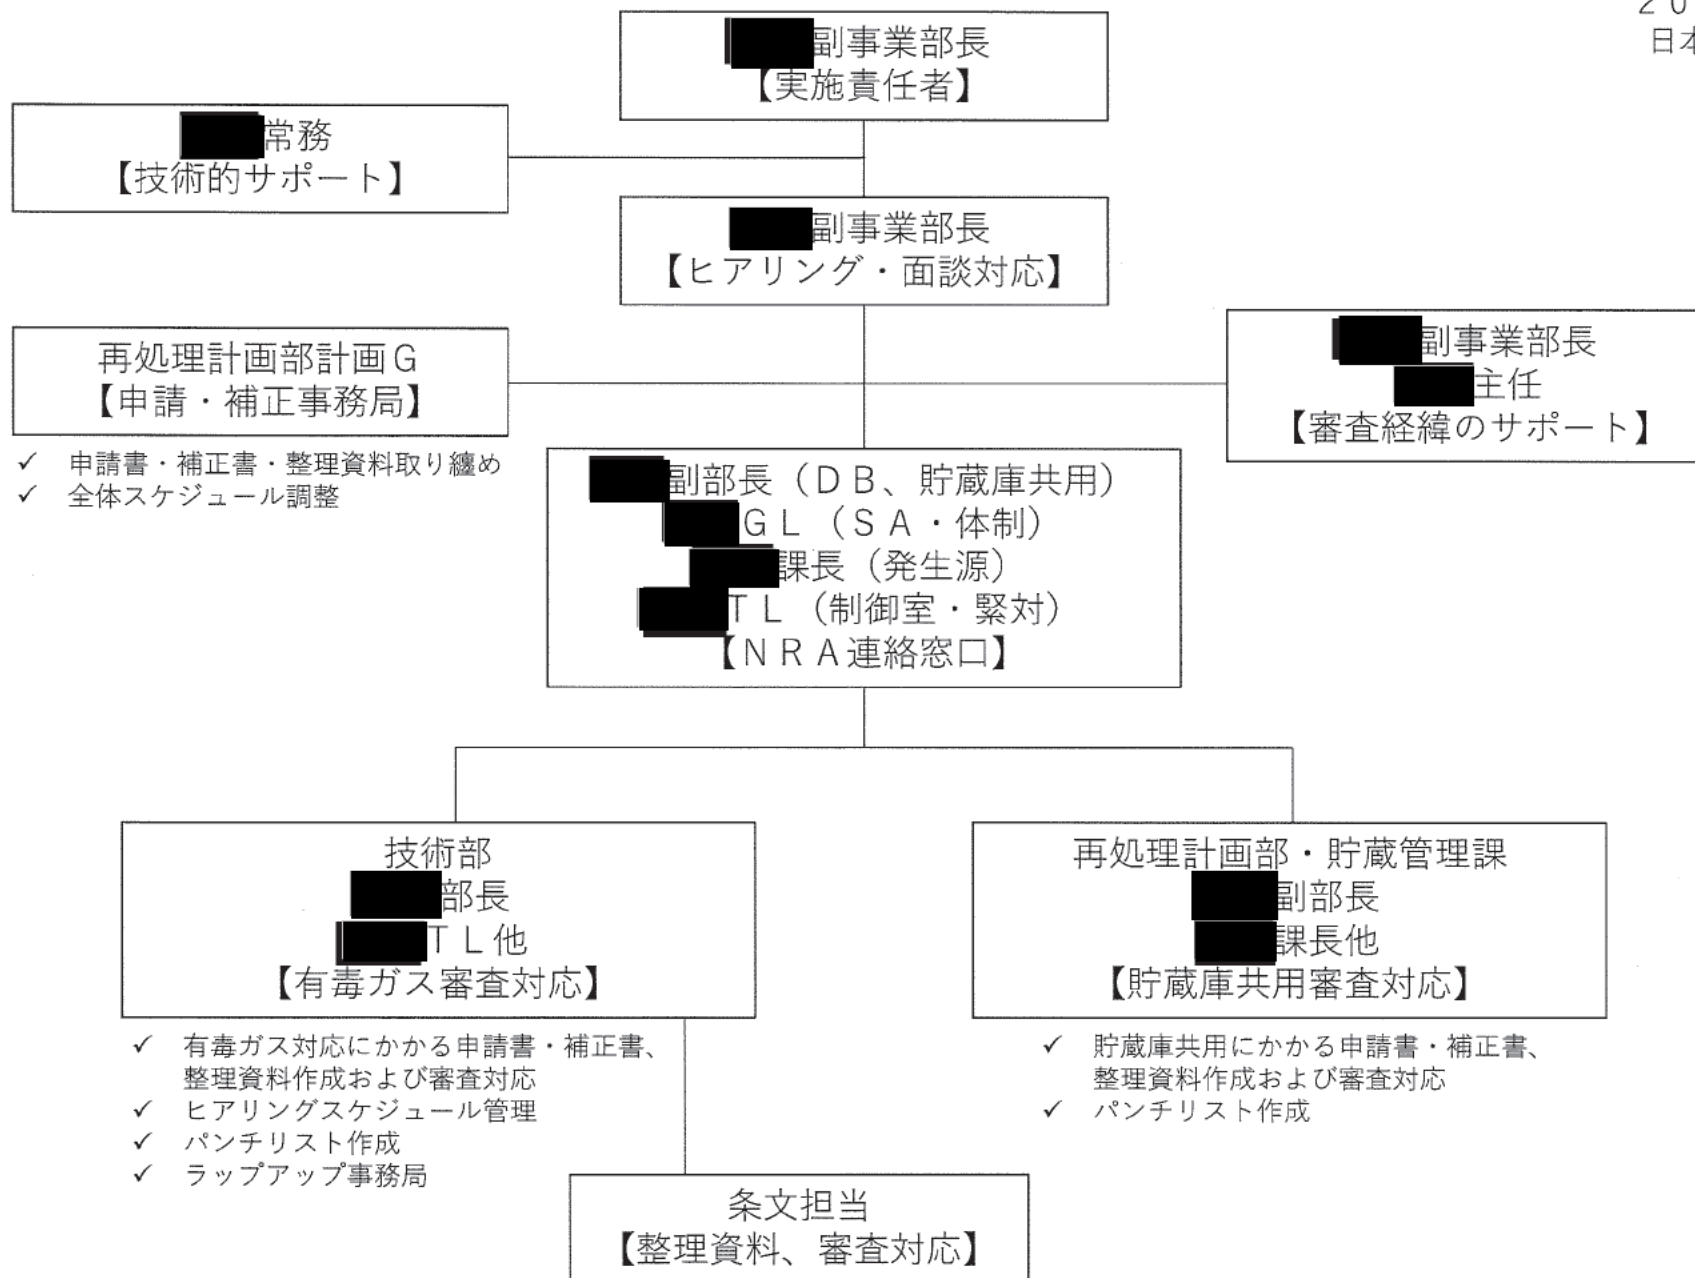 ２０
日本
副事業部長
【実施責任者】
常務
【技術的サポート】
副事業部長
【ヒアリング・面談対応】
再処理計画部計画Ｇ
【申請・補正事務局】
✓ 申請書・補正書・整理資料取り纏め
✓ 全体スケジュール調整
副事業部長
主任
【審査経緯のサポート】
副部長（ＤＢ、貯蔵庫共用）
ＧＬ（ＳＡ・体制）
課長（発生源）
ＴＬ（制御室・緊対）
【ＮＲＡ連絡窓口】
技術部
部長
ＴＬ他
【有毒ガス審査対応】
✓ 有毒ガス対応にかかる申請書・補正書、
整理資料作成および審査対応
✓ ヒアリングスケジュール管理
✓ パンチリスト作成
✓ ラップアップ事務局
再処理計画部・貯蔵管理課
副部長
課長他
【貯蔵庫共用審査対応】
✓ 貯蔵庫共用にかかる申請書・補正書、
整理資料作成および審査対応
✓ パンチリスト作成
条文担当
【整理資料、審査対応】